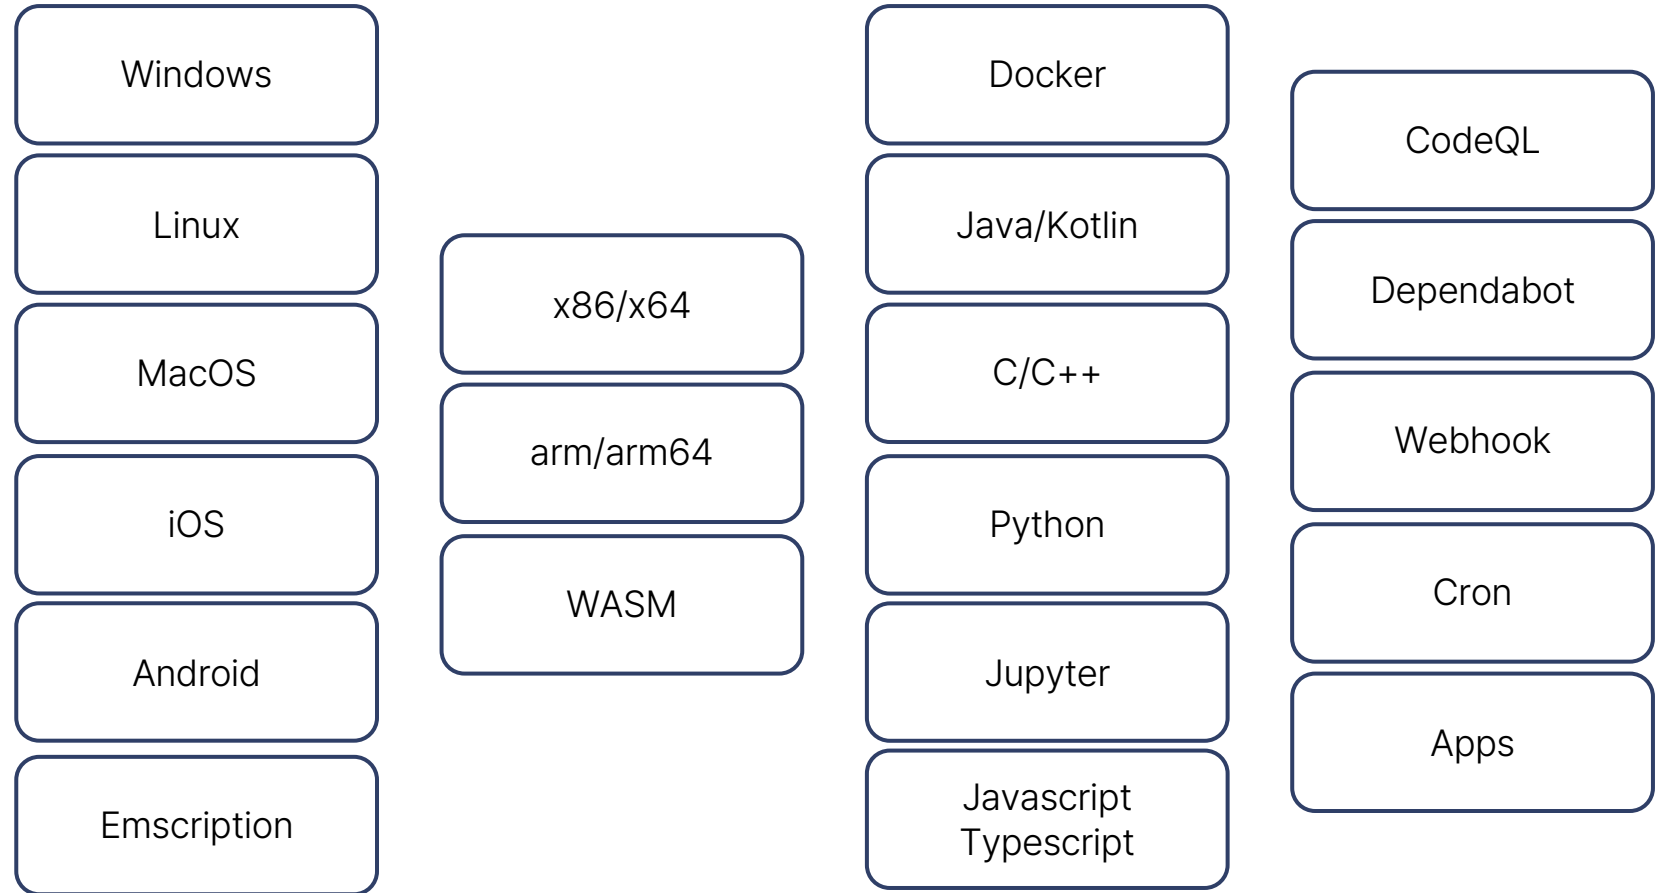 Windows
Linux
MacOS
iOS
Android
Emscription
x86/x64
arm/arm64
WASM
Docker
Java/Kotlin
C/C++
Python
Jupyter
Javascript
Typescript
CodeQL
Dependabot
Webhook
Cron
Apps